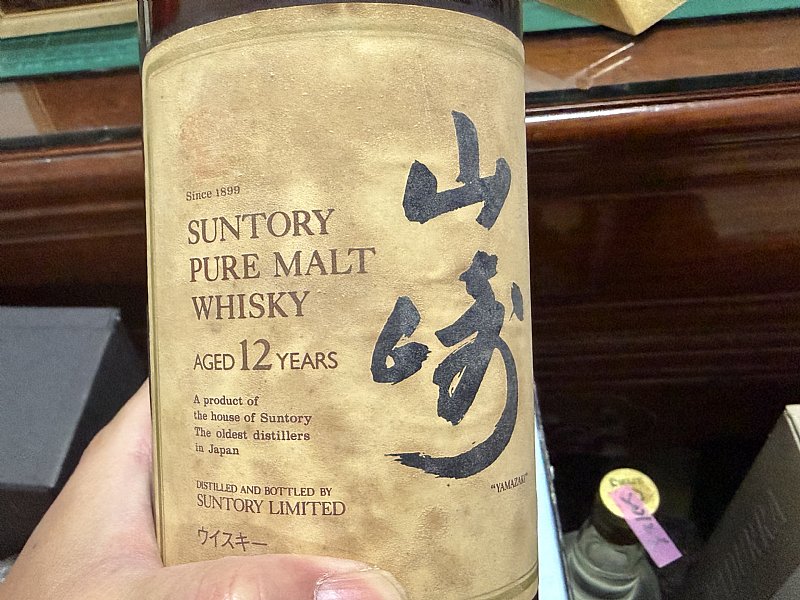 Since 1899
SUNTORY
PURE MALT
WHISKY
AGED 12 YEARS
A product of
the house of Suntory
The oldest distillers
in Japan
DISTILLED AND BOTTLED BY
SUNTORY LIMITED
ウイスキー
山崎
"YAMAZAKI"